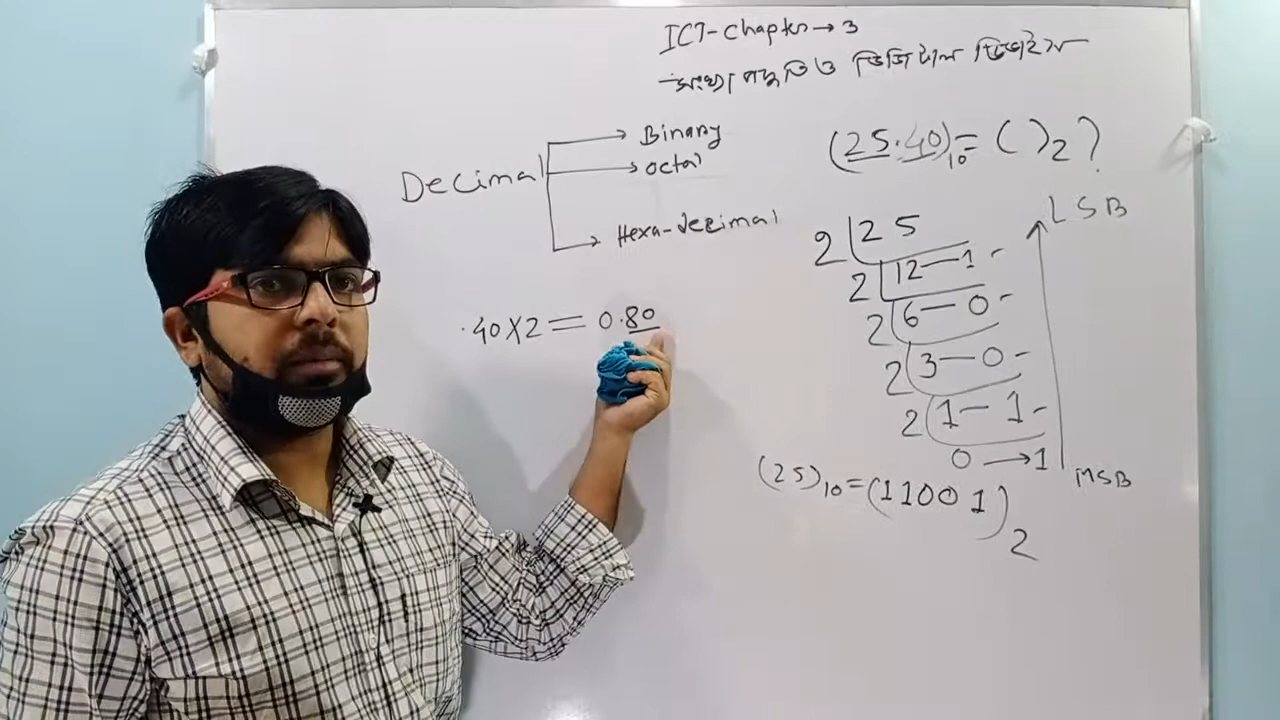 ICT-Chapter→3
সংখ্যা পদ্ধতি ও ডিজিটাল ডিভাইস
Decimal
→ Binary
→ octal
→ Hexa-decimal
(25.40)10 = ( )2 ?
.40X2 = 0.80
2 25
2 12—1 -
2 6 — 0 -
2 3 — 0 -
2 1 — 1 -
0 → 1
LSB
MSB
(25)10 = (11001)2